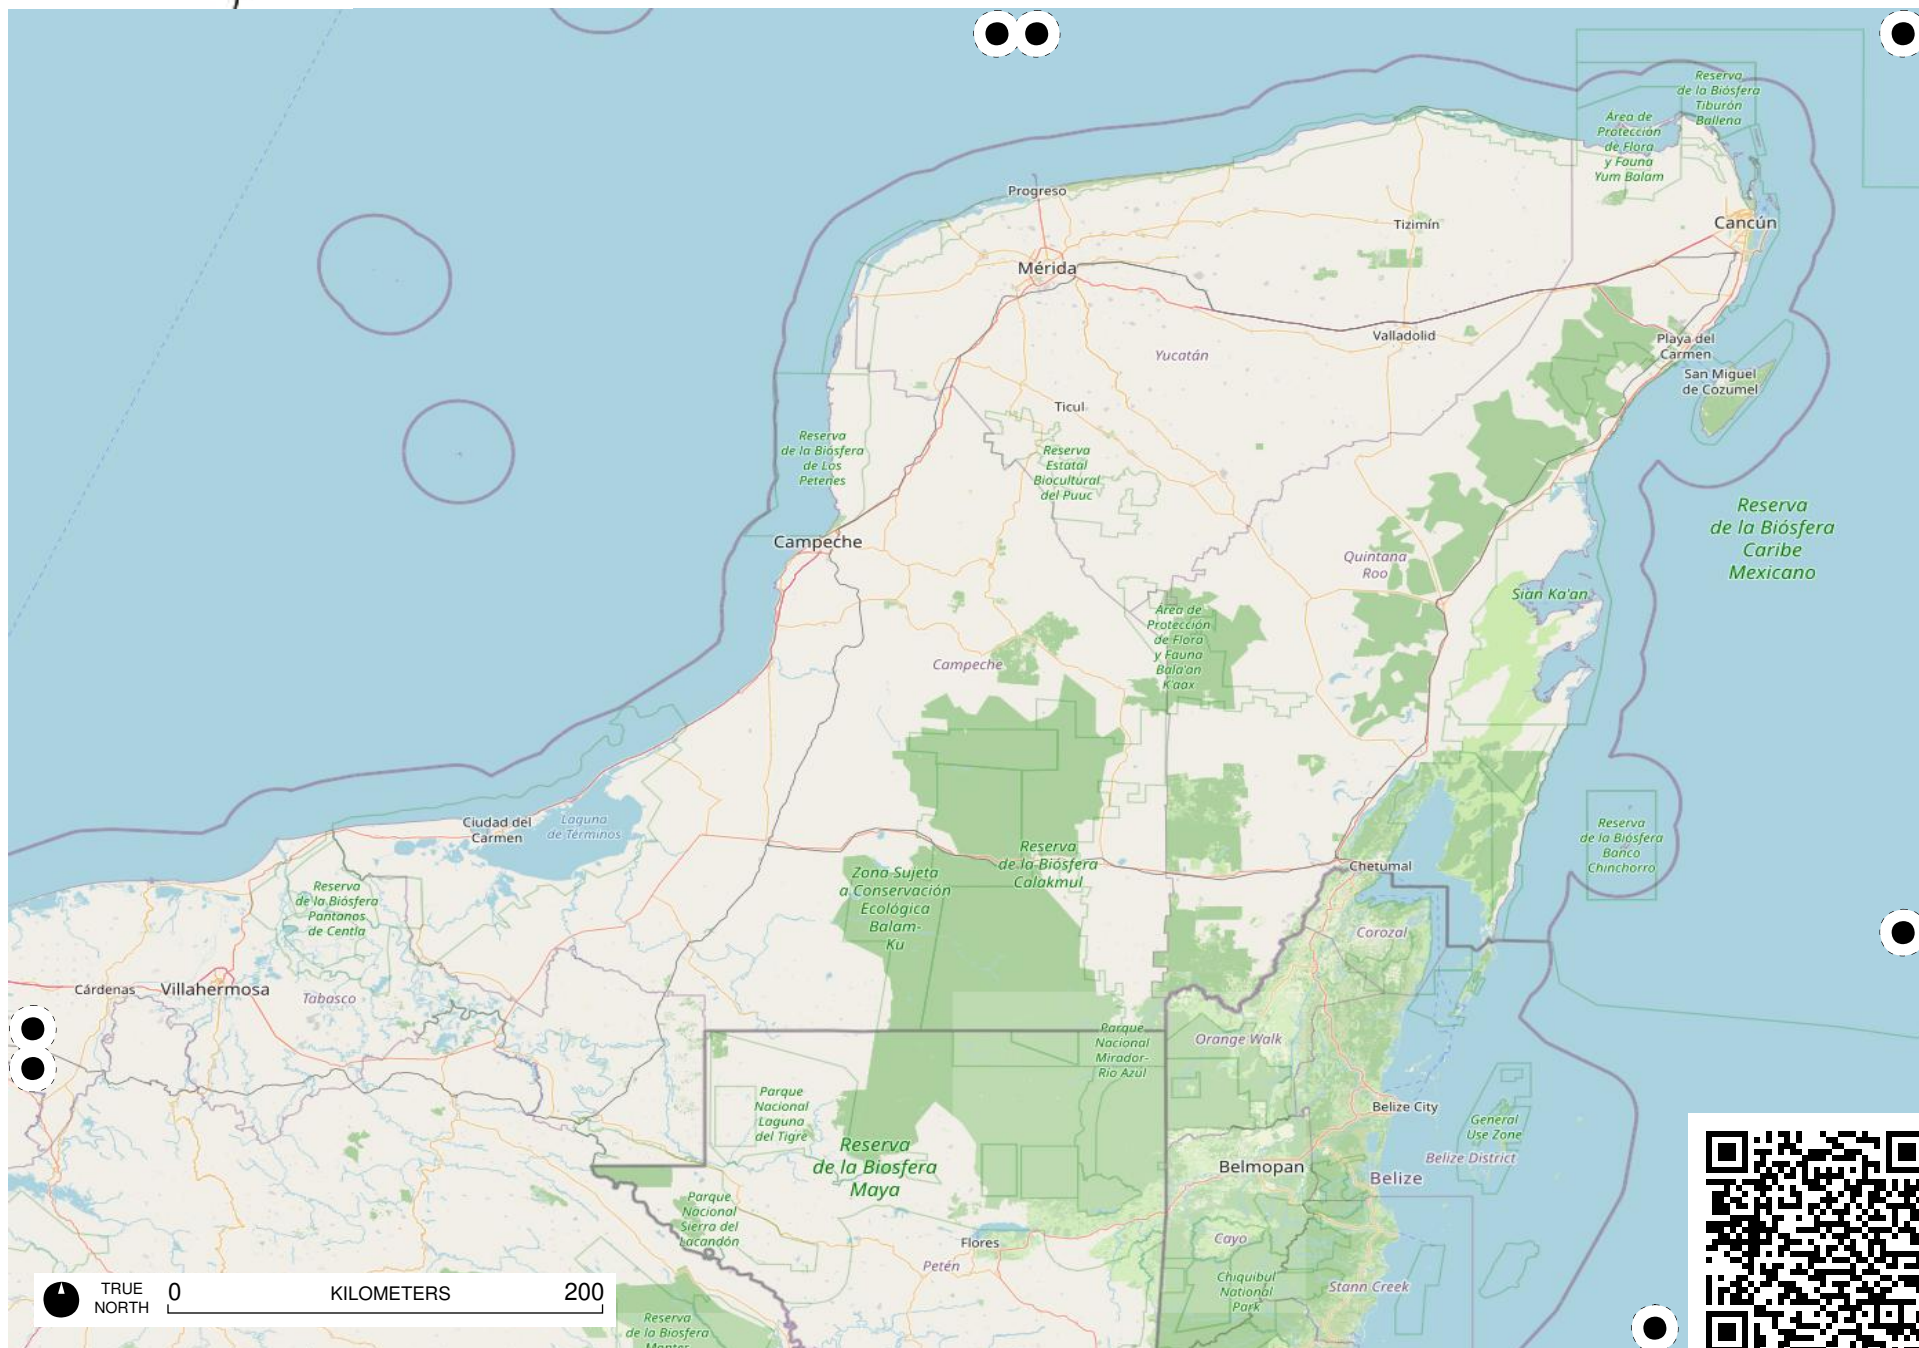 Reserva
de la Biósfera
Tiburón
Ballena
Área de
Protección
de Flora
y Fauna
Yum Balam
Progreso
Tizimín
Cancún
Mérida
Valladolid
Playa del
Carmen
Yucatán
San Miguel
de Cozumel
Ticul
Reserva
de la Biósfera
de Los
Petenes
Reserva
Estatal
Biocultural
del Puuc
Reserva
de la Biósfera
Caribe
Mexicano
Campeche
Quintana
Roo
Sian Ka'an
Área de
Protección
de Flora
y Fauna
Bala'an
K'aax
Campeche
Ciudad del
Carmen
Laguna
de Términos
Reserva
de la Biósfera
Banco
Chinchorro
Reserva
de la Biósfera
Calakmul
Chetumal
Zona Sujeta
a Conservación
Ecológica
Balam-
Ku
Reserva
de la Biósfera
Pantanos
de Centla
Corozal
Cárdenas
Villahermosa
Tabasco
Parque
Nacional
Mirador-
Río Azul
Orange Walk
Parque
Nacional
Laguna
del Tigre
Belize City
General
Use Zone
Reserva
de la Biosfera
Maya
Belize District
Belmopan
Belize
Parque
Nacional
Sierra del
Lacandón
Flores
Cayo
Petén
Chiquibul
National
Park
Stann Creek
TRUE
NORTH
0 KILOMETERS 200
Reserva
de la Biosfera